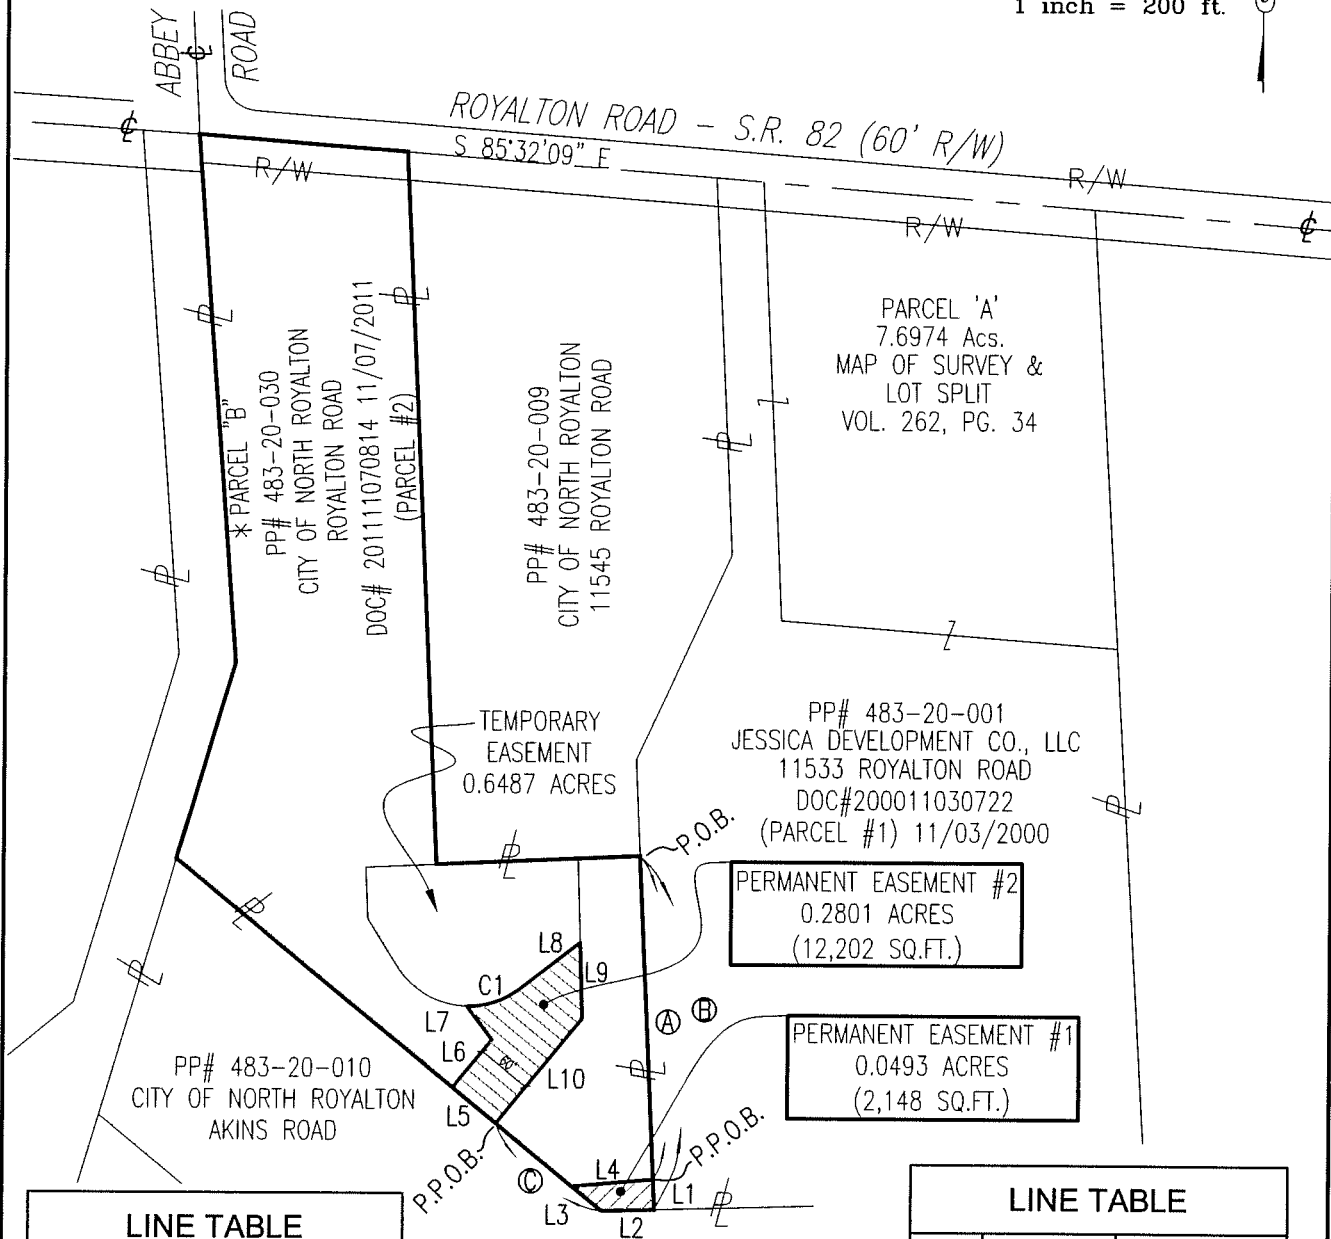 1 inch = 200 ft.
ABBEY
ROAD
ROYALTON ROAD - S.R. 82 (60' R/W)
S 85°32'09" E
R/W
R/W
R/W
PARCEL 'A'
7.6974 Acs.
MAP OF SURVEY &
LOT SPLIT
VOL. 262, PG. 34
* PARCEL "B"
PP# 483-20-030
CITY OF NORTH ROYALTON
ROYALTON ROAD
DOC# 201111070814 11/07/2011
(PARCEL #2)
PP# 483-20-009
CITY OF NORTH ROYALTON
11545 ROYALTON ROAD
TEMPORARY
EASEMENT
0.6487 ACRES
PP# 483-20-001
JESSICA DEVELOPMENT CO., LLC
11533 ROYALTON ROAD
DOC#200011030722
(PARCEL #1) 11/03/2000
P.O.B.
PERMANENT EASEMENT #2
0.2801 ACRES
(12,202 SQ.FT.)
L8
L9
C1
L7
L6
60'
L10
L5
A B
PERMANENT EASEMENT #1
0.0493 ACRES
(2,148 SQ.FT.)
PP# 483-20-010
CITY OF NORTH ROYALTON
AKINS ROAD
P.P.O.B.
C
P.P.O.B.
L4
L1
L3
L2
LINE TABLE
LINE TABLE